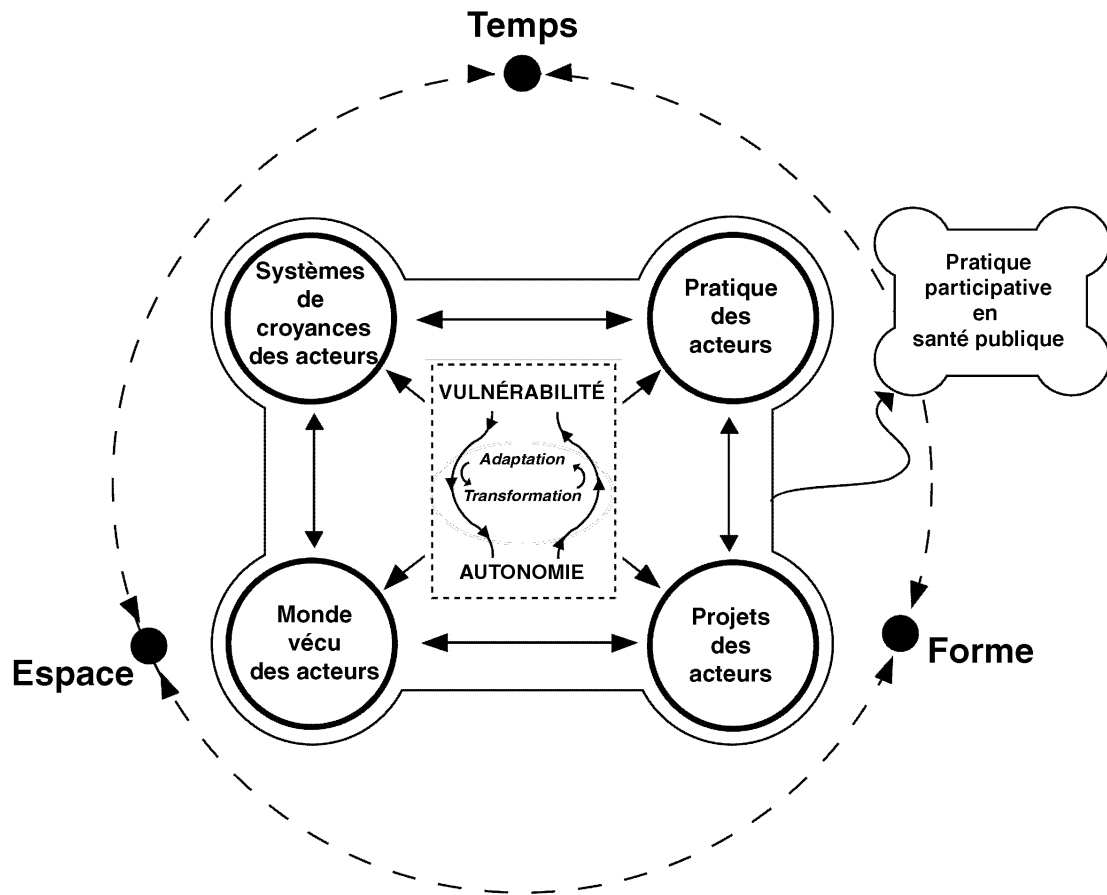 Temps
Systèmes
de
croyances
des acteurs
Pratique
des
acteurs
Pratique
participative
en
santé publique
VULNÉRABILITÉ
Adaptation
Transformation
AUTONOMIE
Monde
vécu
des acteurs
Projets
des
acteurs
Espace
Forme